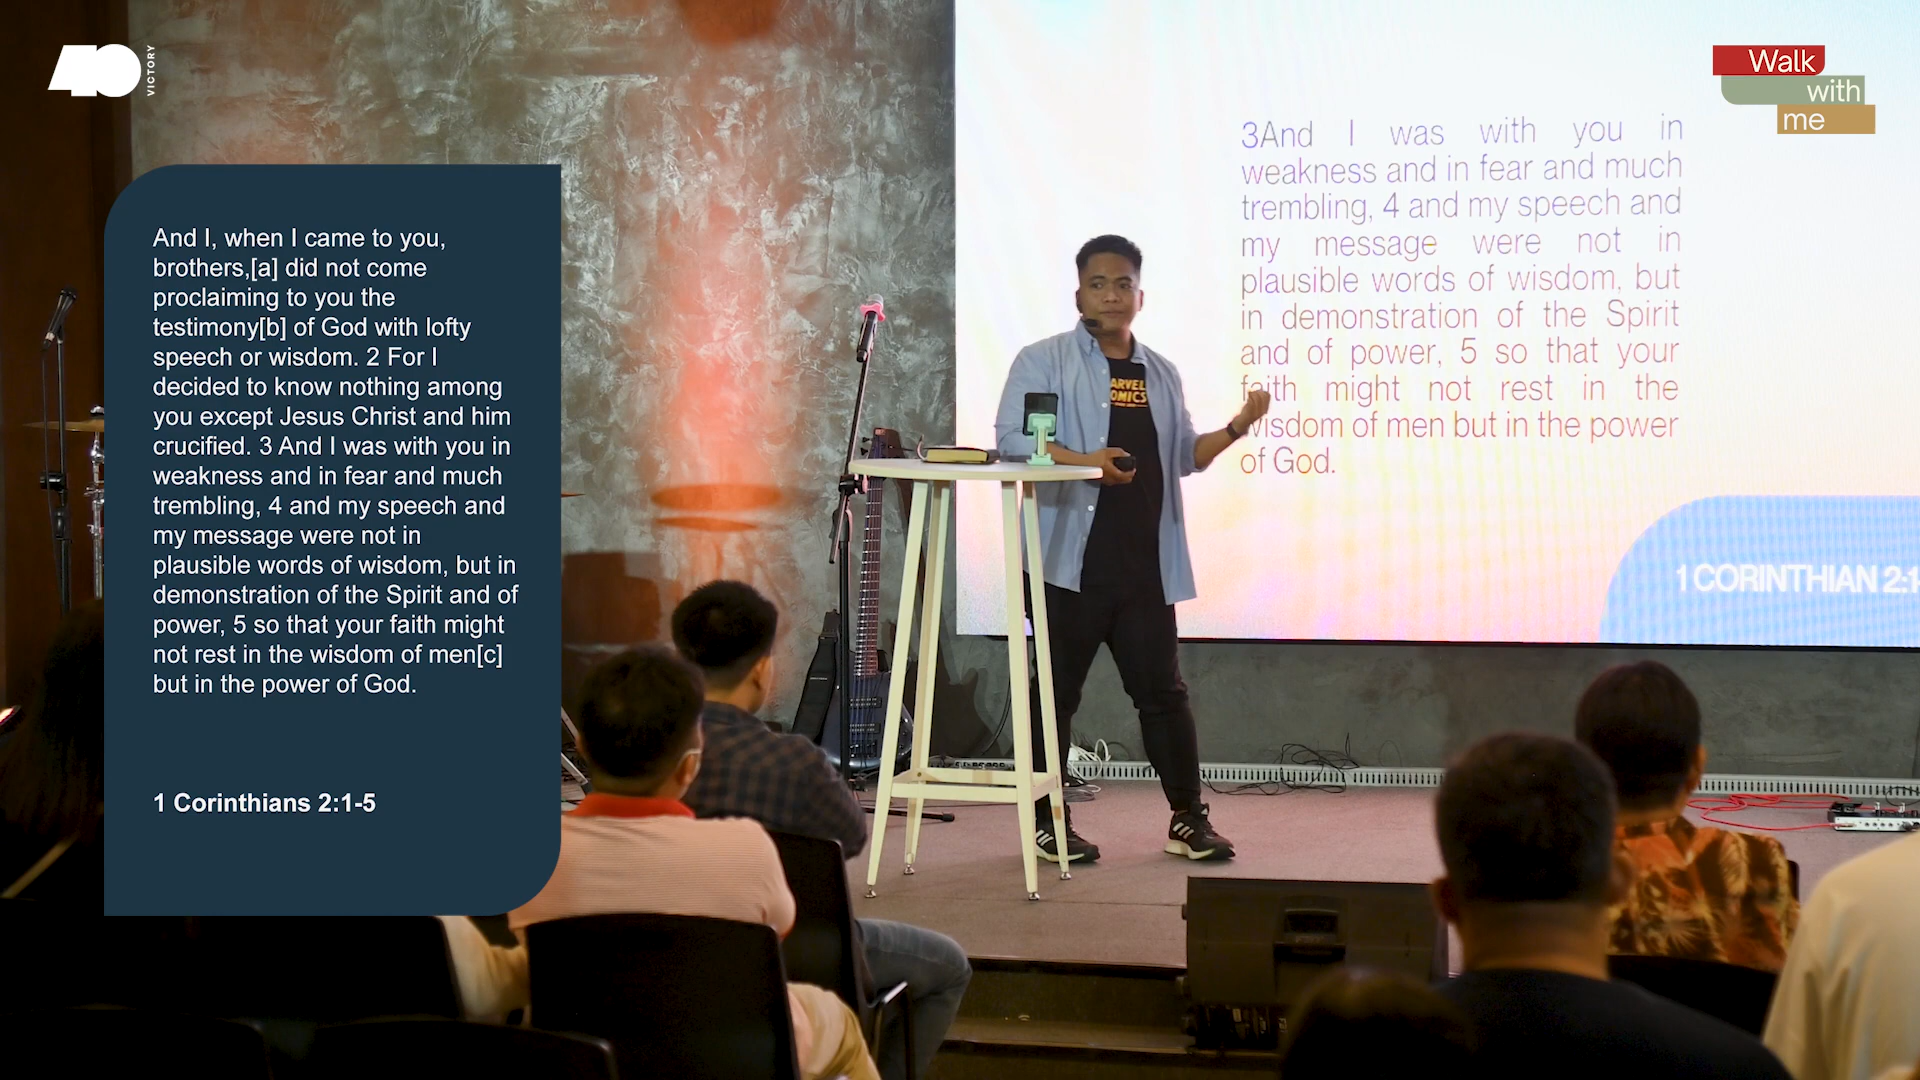 40
VICTORY
Walk
with
me
And I, when I came to you,
brothers,[a] did not come
proclaiming to you the
testimony[b] of God with lofty
speech or wisdom. 2 For I
decided to know nothing among
you except Jesus Christ and him
crucified. 3 And I was with you in
weakness and in fear and much
trembling, 4 and my speech and
my message were not in
plausible words of wisdom, but in
demonstration of the Spirit and of
power, 5 so that your faith might
not rest in the wisdom of men[c]
but in the power of God.
1 Corinthians 2:1-5
3And I was with you in
weakness and in fear and much
trembling, 4 and my speech and
my message were not in
plausible words of wisdom, but
in demonstration of the Spirit
and of power, 5 so that your
faith might not rest in the
wisdom of men but in the power
of God.
1 CORINTHIAN 2:1
ARVEL
OMICS